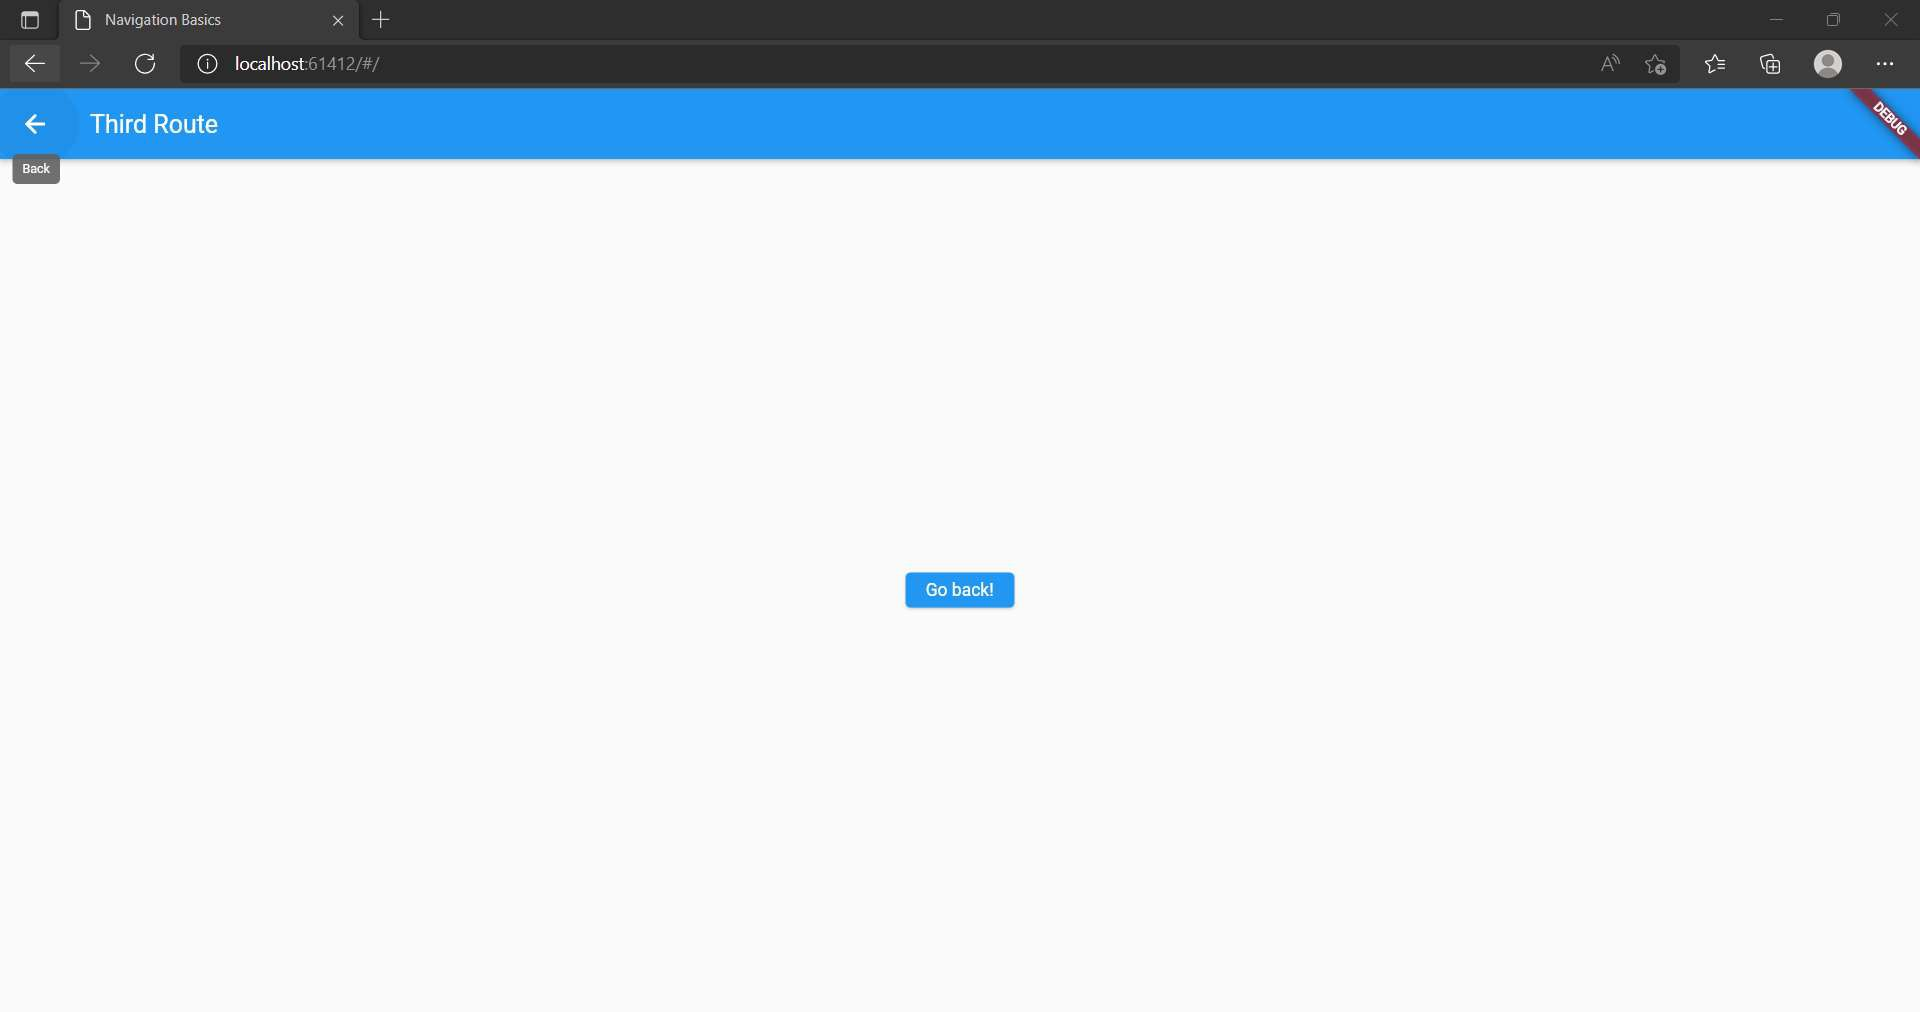 Navigation Basics
localhost:61412/#/
Third Route
DEBUG
Back
Go back!